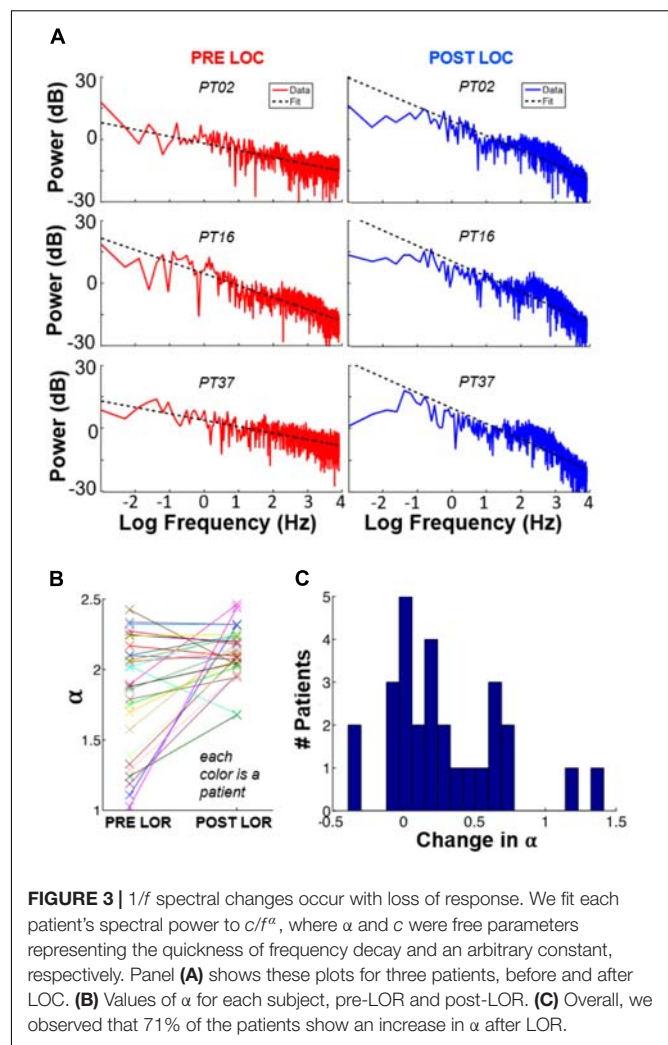 A
PRE LOC
POST LOC
PT02
Data
Fit
PT02
Data
Fit
30
0
-30
Power (dB)
PT16
PT16
0
-30
Power (dB)
PT37
PT37
30
0
-30
Power (dB)
-2 -1 0 1 2 3 4
-2 -1 0 1 2 3 4
Log Frequency (Hz)
Log Frequency (Hz)
B
2.5
2
1.5
1
α
each
color is a
patient
PRE LOR
POST LOR
C
5
4
3
2
1
0
# Patients
-0.5 0 0.5 1 1.5
Change in α
FIGURE 3 | 1/f spectral changes occur with loss of response. We fit each
patient's spectral power to c/f^α, where α and c were free parameters
representing the quickness of frequency decay and an arbitrary constant,
respectively. Panel (A) shows these plots for three patients, before and after
LOC. (B) Values of α for each subject, pre-LOR and post-LOR. (C) Overall, we
observed that 71% of the patients show an increase in α after LOR.